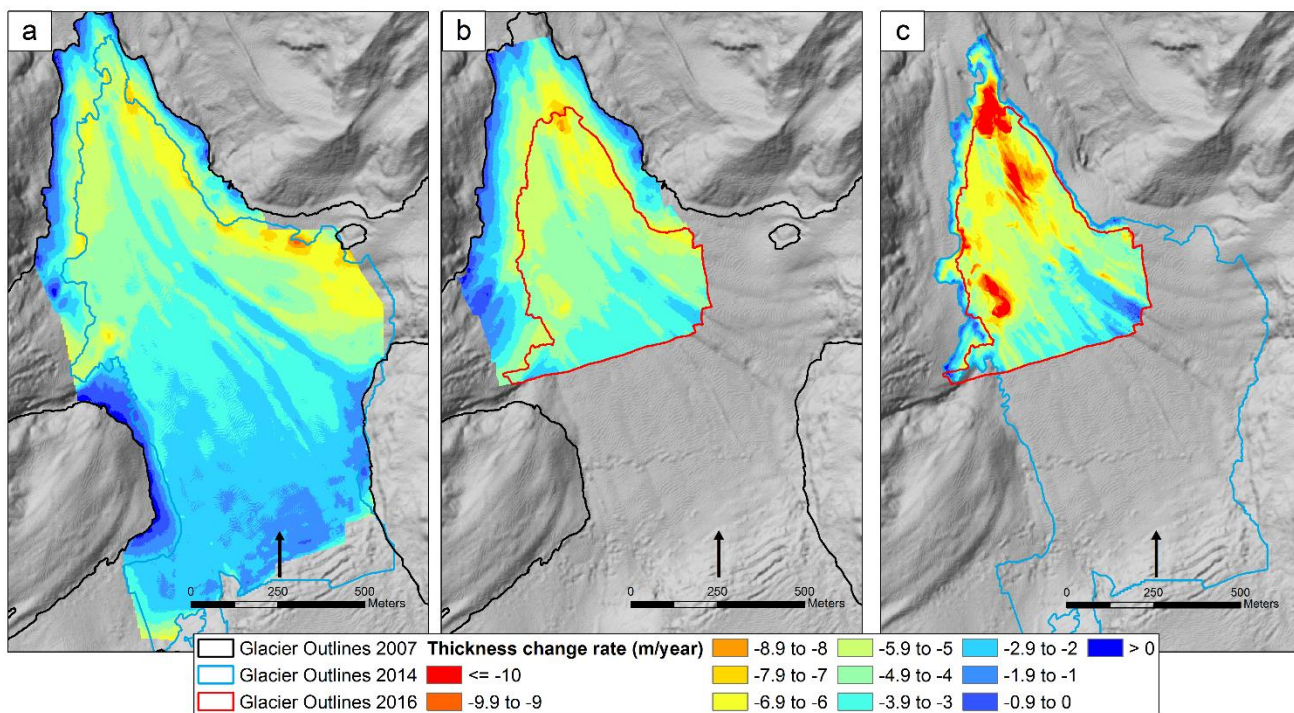 a
b
c
0 250 500 Meters
0 250 500 Meters
0 250 500 Meters
Glacier Outlines 2007
Glacier Outlines 2014
Glacier Outlines 2016
Thickness change rate (m/year)
<= -10
-9.9 to -9
-8.9 to -8
-7.9 to -7
-6.9 to -6
-5.9 to -5
-4.9 to -4
-3.9 to -3
-2.9 to -2
-1.9 to -1
-0.9 to 0
> 0